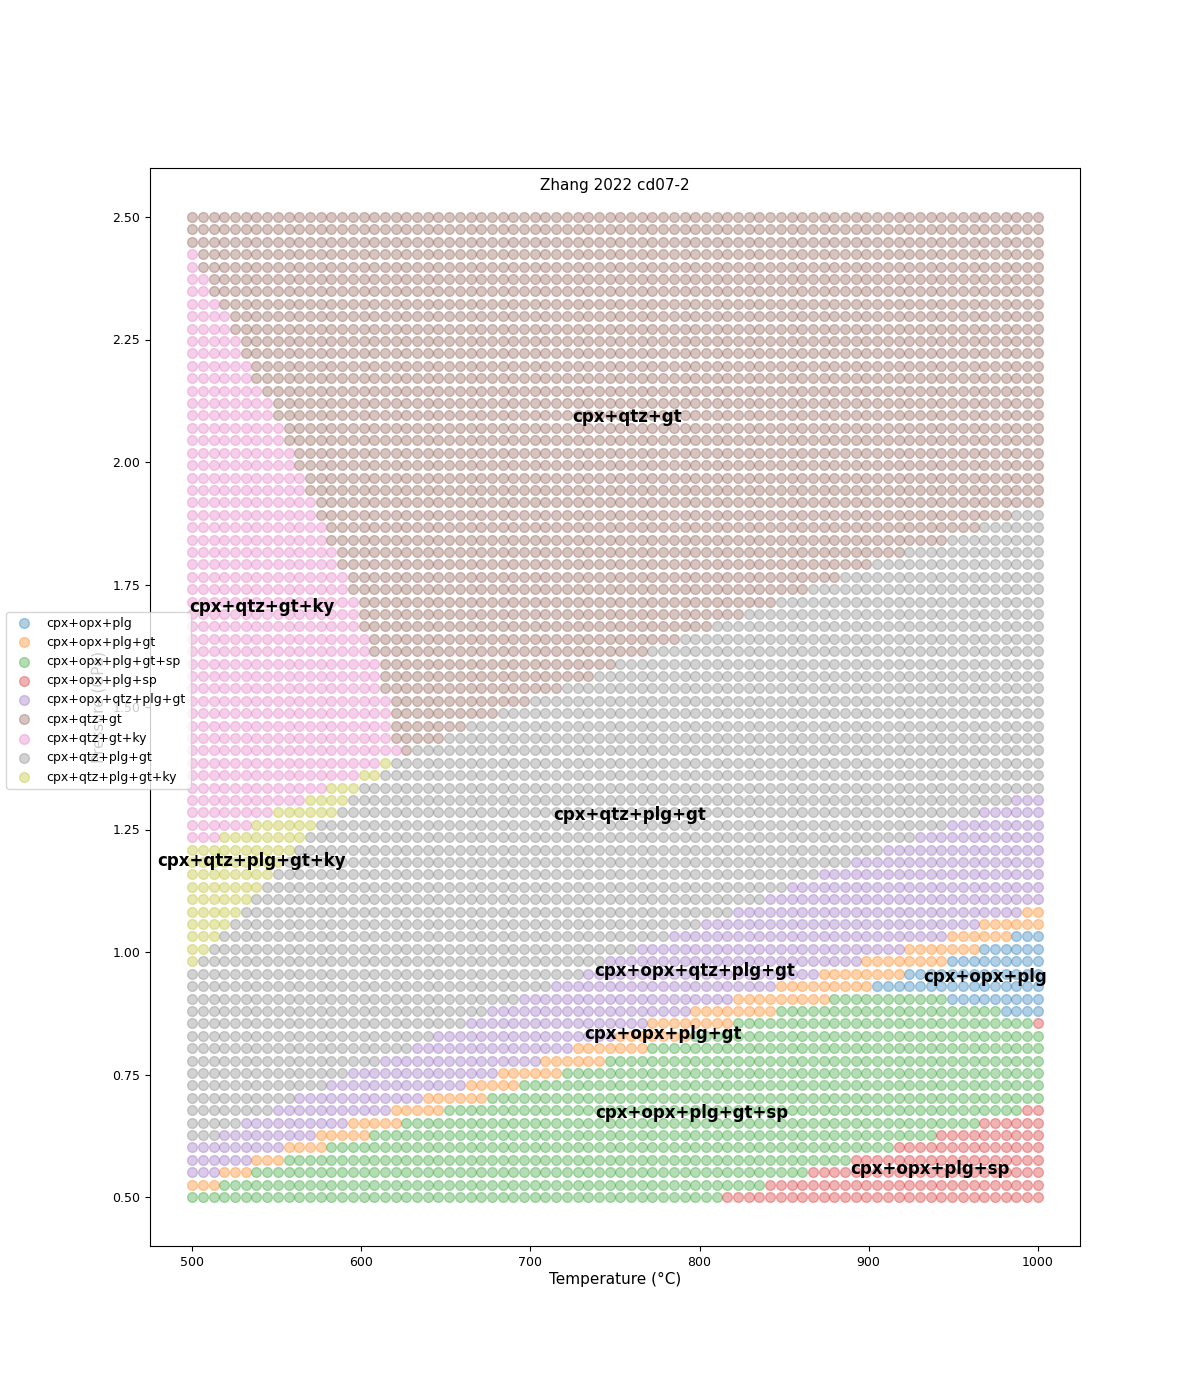 Zhang 2022 cd07-2
2.50
2.25
cpx+qtz+gt
2.00
1.75
cpx+qtz+gt+ky
cpx+opx+plg
cpx+opx+plg+gt
cpx+opx+plg+gt+sp
cpx+opx+plg+sp
cpx+opx+qtz+plg+gt
cpx+qtz+gt
cpx+qtz+gt+ky
cpx+qtz+plg+gt
cpx+qtz+plg+gt+ky
1.50
cpx+qtz+plg+gt
1.25
cpx+qtz+plg+gt+ky
1.00
cpx+opx+qtz+plg+gt
cpx+opx+plg
cpx+opx+plg+gt
0.75
cpx+opx+plg+gt+sp
cpx+opx+plg+sp
0.50
500 600 700 800 900 1000
Temperature (°C)